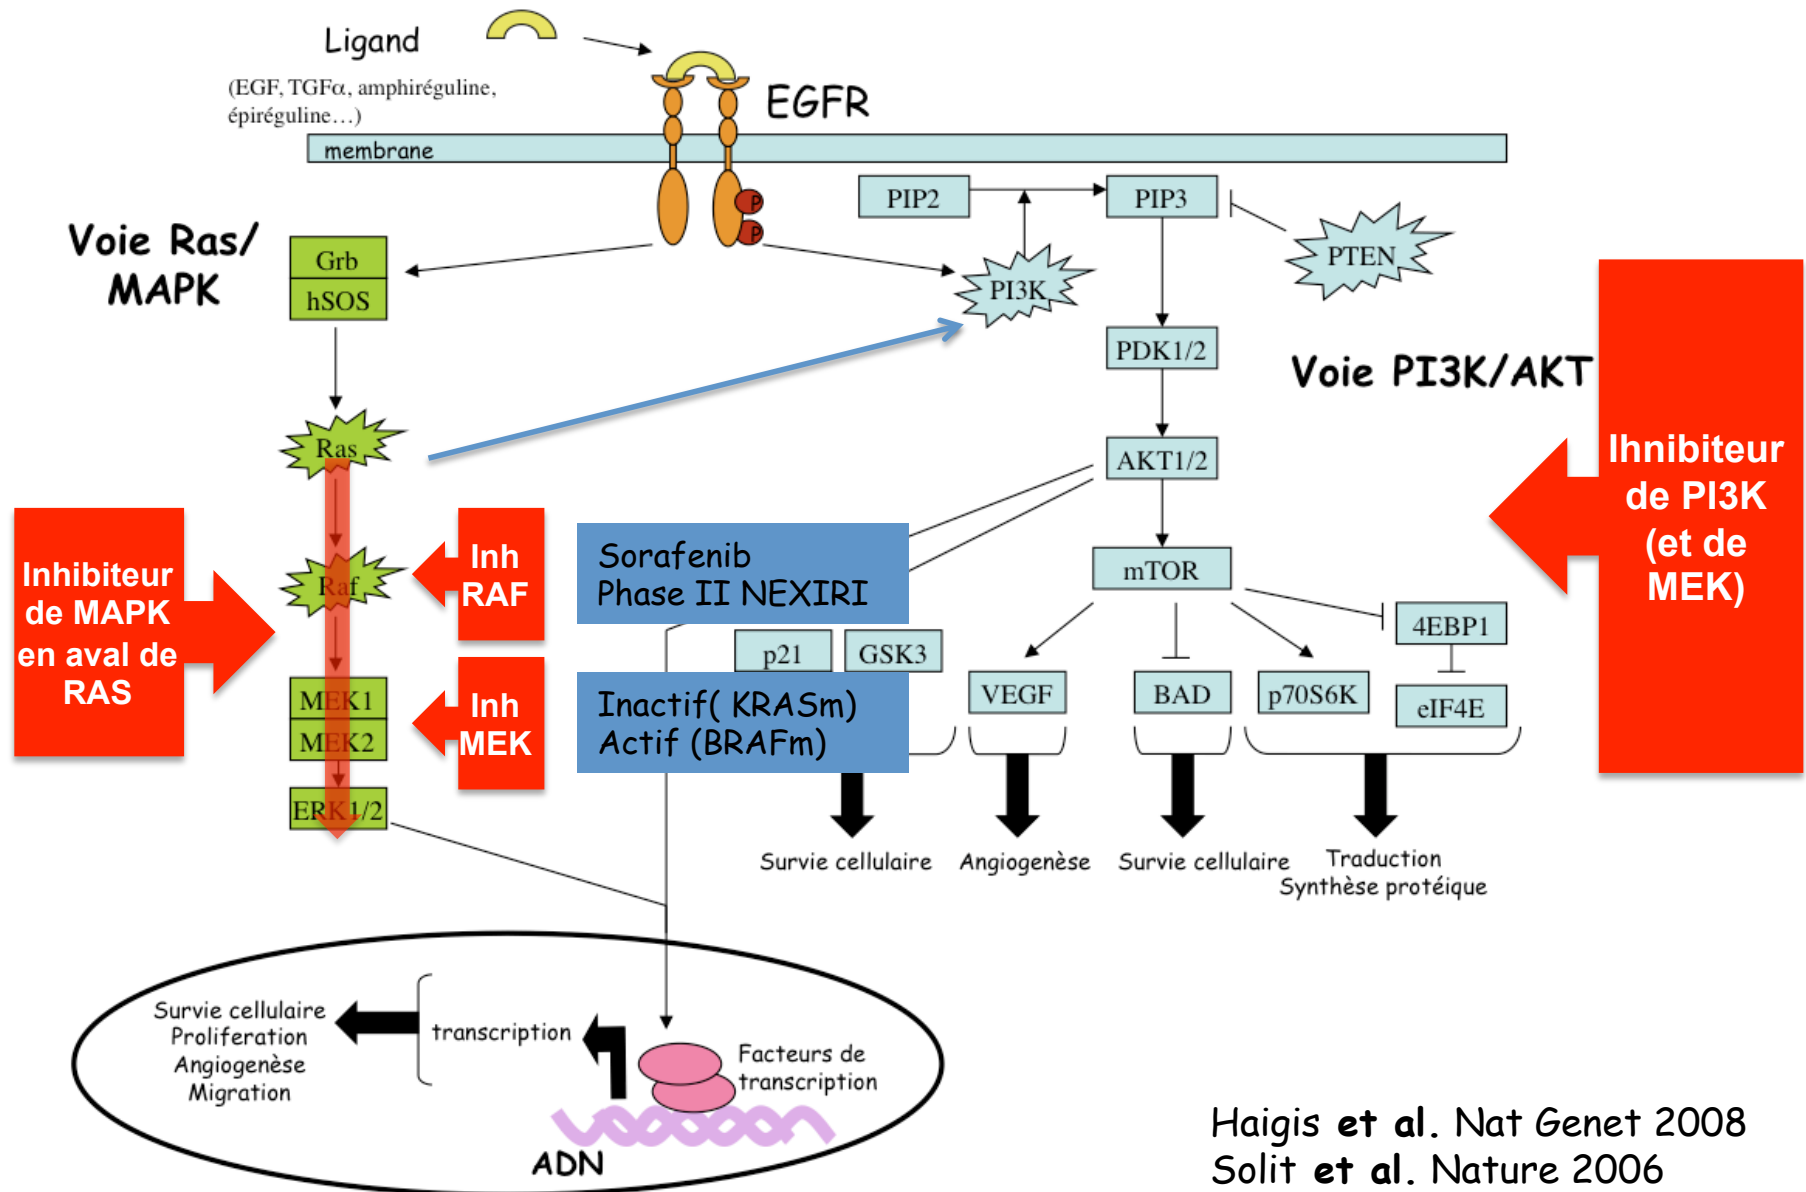 Ligand
(EGF, TGFα, amphiréguline,
épiréguline…)
EGFR
membrane
P
P
Voie Ras/
MAPK
Grb
hSOS
PIP2
PIP3
PTEN
PI3K
PDK1/2
Voie PI3K/AKT
Ras
AKT1/2
Ihnibiteur
de PI3K
(et de
MEK)
Inhibiteur
de MAPK
en aval de
RAS
Raf
Inh
RAF
Sorafenib
Phase II NEXIRI
mTOR
4EBP1
p21
GSK3
MEK1
MEK2
Inh
MEK
Inactif( KRASm)
Actif (BRAFm)
VEGF
BAD
p70S6K
eIF4E
ERK1/2
Survie cellulaire
Angiogenèse
Survie cellulaire
Traduction
Synthèse protéique
Survie cellulaire
Proliferation
Angiogenèse
Migration
transcription
Facteurs de
transcription
ADN
Haigis et al. Nat Genet 2008
Solit et al. Nature 2006